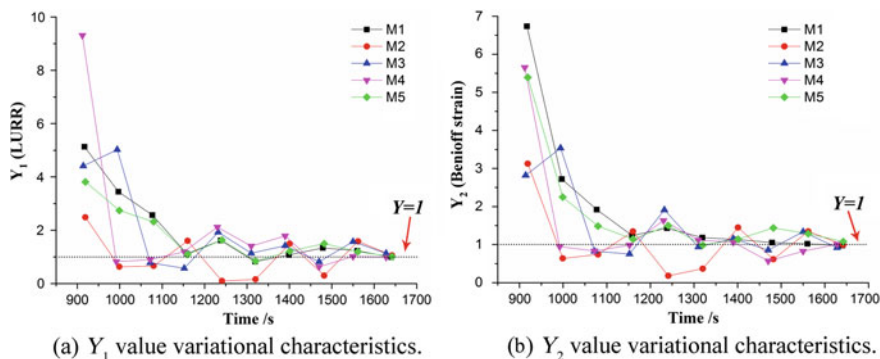 10
8
6
4
2
0
Y₁ (LURR)
M1
M2
M3
M4
M5
Y=1
900 1000 1100 1200 1300 1400 1500 1600 1700
Time /s
(a) Y₁ value variational characteristics.
7
6
5
4
3
2
1
0
Y₂ (Benioff strain)
M1
M2
M3
M4
M5
Y=1
900 1000 1100 1200 1300 1400 1500 1600 1700
Time /s
(b) Y₂ value variational characteristics.